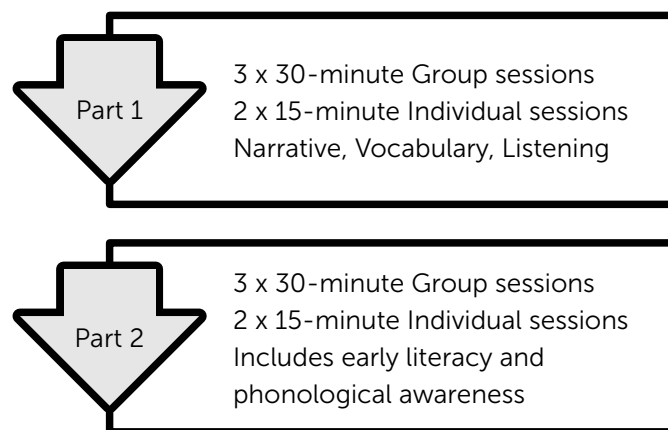 Part 1
3 x 30-minute Group sessions
2 x 15-minute Individual sessions
Narrative, Vocabulary, Listening
Part 2
3 x 30-minute Group sessions
2 x 15-minute Individual sessions
Includes early literacy and
phonological awareness